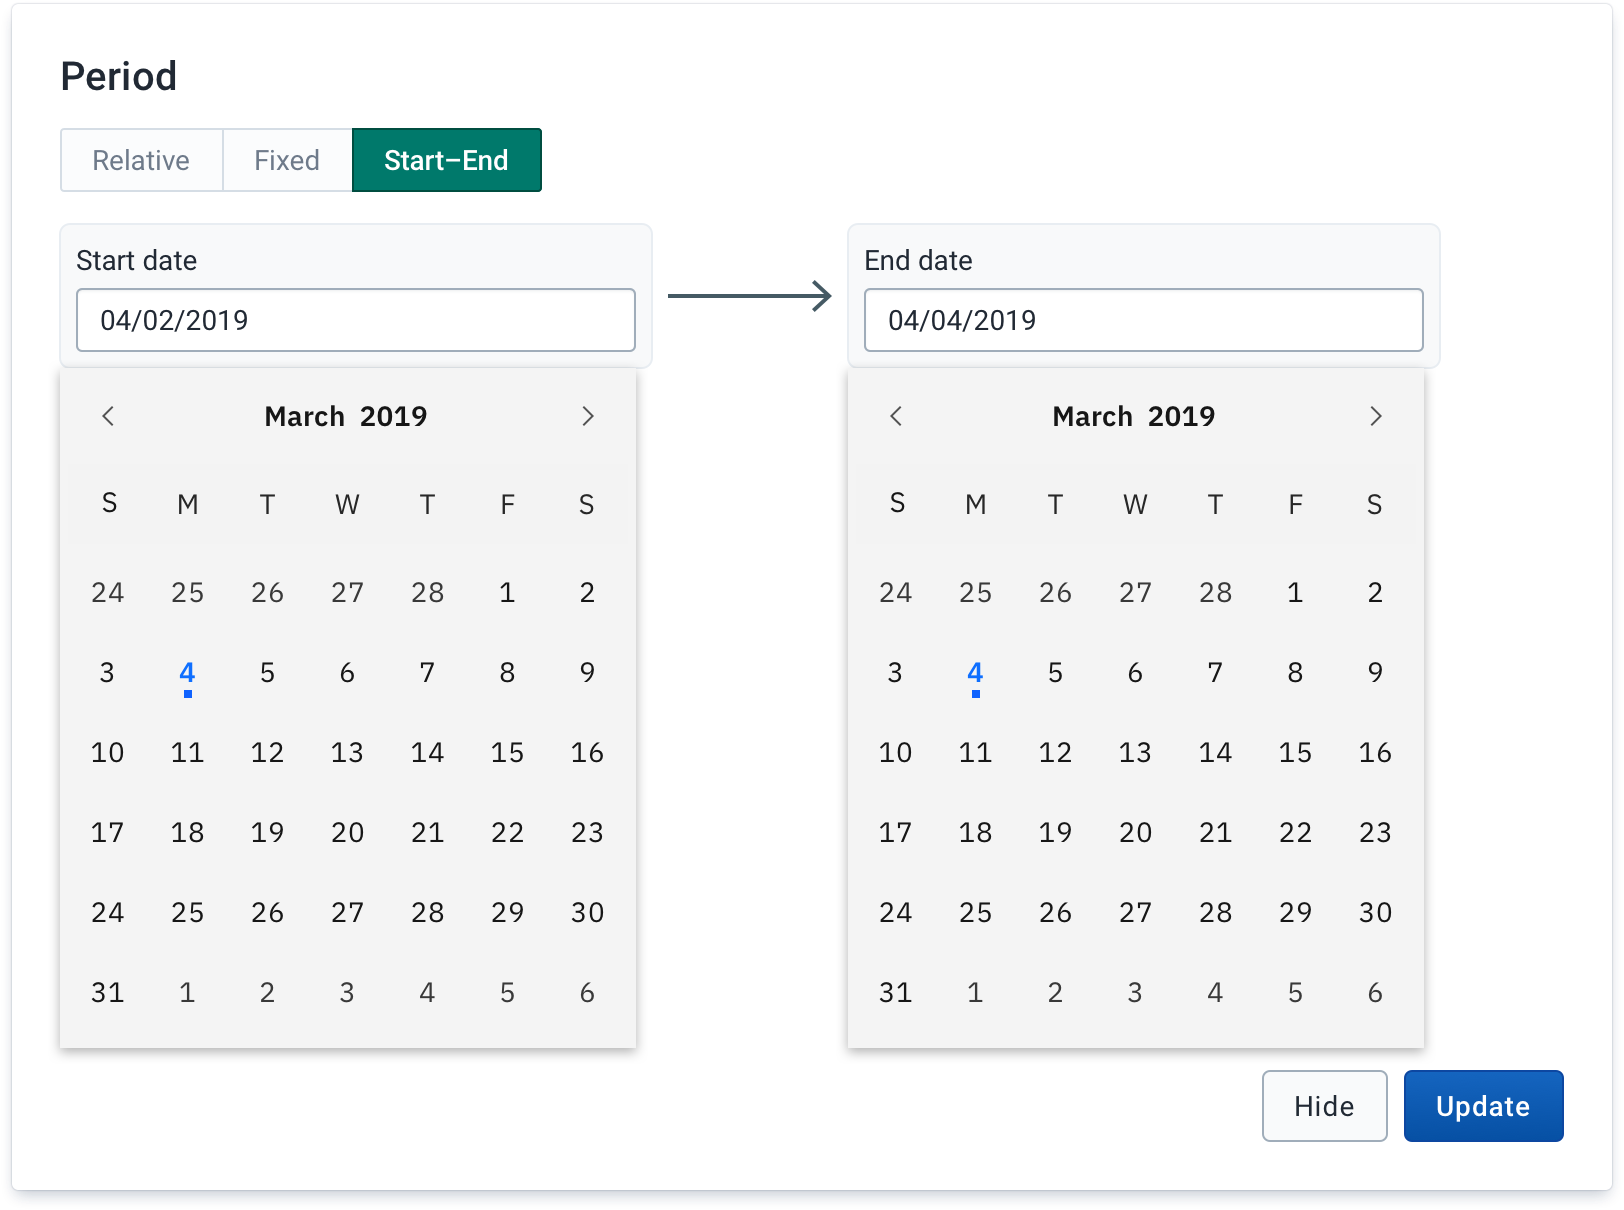 Period
Relative Fixed Start–End
Start date
04/02/2019
March 2019
S M T W T F S
24 25 26 27 28 1 2
3 4 5 6 7 8 9
10 11 12 13 14 15 16
17 18 19 20 21 22 23
24 25 26 27 28 29 30
31 1 2 3 4 5 6
End date
04/04/2019
March 2019
S M T W T F S
24 25 26 27 28 1 2
3 4 5 6 7 8 9
10 11 12 13 14 15 16
17 18 19 20 21 22 23
24 25 26 27 28 29 30
31 1 2 3 4 5 6
Hide Update